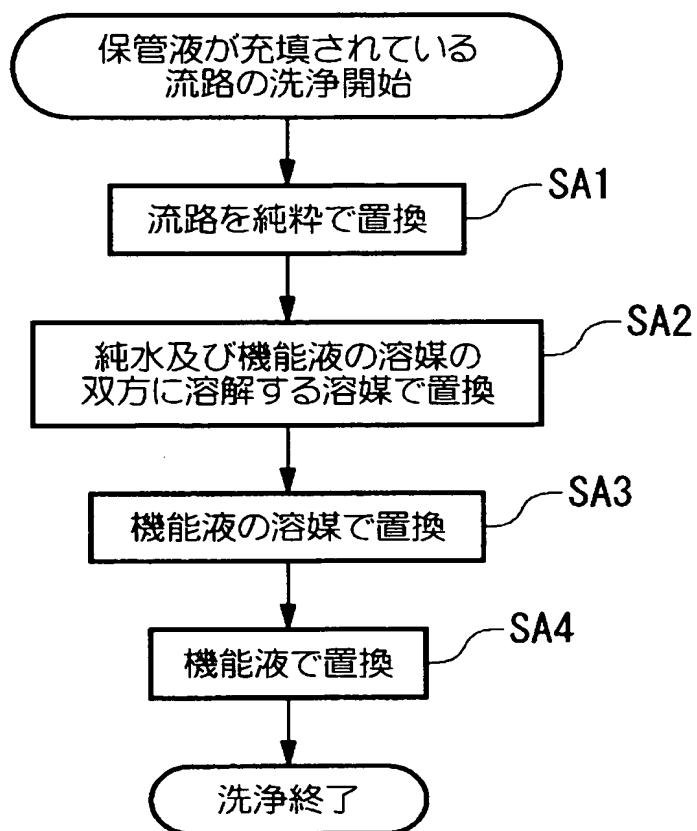 保管液が充填されている
流路の洗浄開始
SA1
流路を純粋で置換
SA2
純水及び機能液の溶媒の
双方に溶解する溶媒で置換
SA3
機能液の溶媒で置換
SA4
機能液で置換
洗浄終了